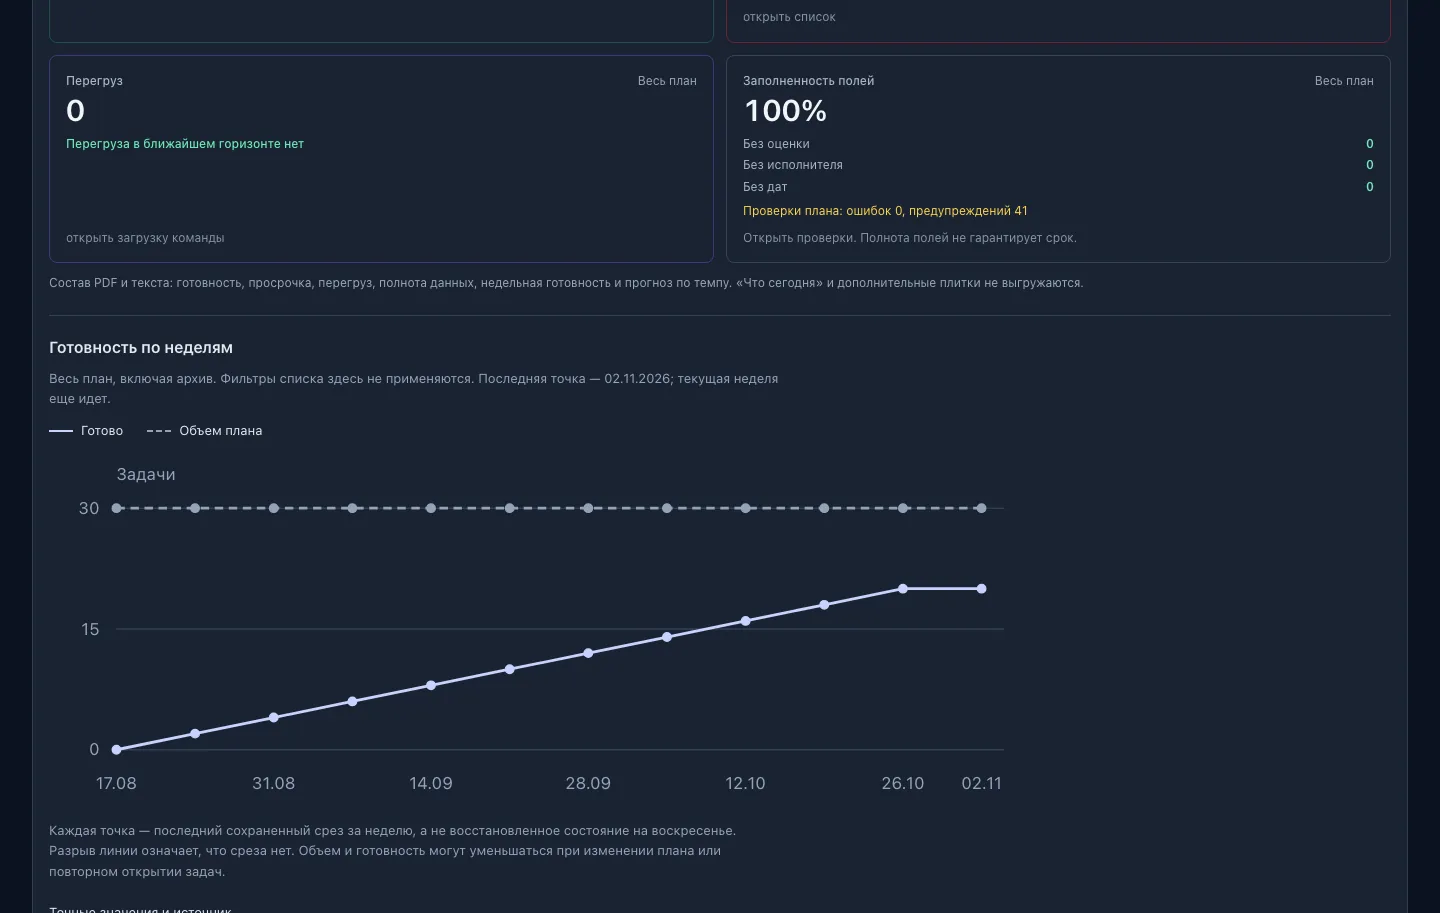 открыть список
Перегруз
Весь план
0
Перегруза в ближайшем горизонте нет
открыть загрузку команды
Заполненность полей
Весь план
100%
Без оценки 0
Без исполнителя 0
Без дат 0
Проверки плана: ошибок 0, предупреждений 41
Открыть проверки. Полнота полей не гарантирует срок.
Состав PDF и текста: готовность, просрочка, перегруз, полнота данных, недельная готовность и прогноз по темпу. «Что сегодня» и дополнительные плитки не выгружаются.
Готовность по неделям
Весь план, включая архив. Фильтры списка здесь не применяются. Последняя точка — 02.11.2026; текущая неделя
еще идет.
Готово Объем плана
Задачи
30
15
0
17.08 31.08 14.09 28.09 12.10 26.10 02.11
Каждая точка — последний сохраненный срез за неделю, а не восстановленное состояние на воскресенье.
Разрыв линии означает, что среза нет. Объем и готовность могут уменьшаться при изменении плана или
повторном открытии задач.
Точные значения и источник